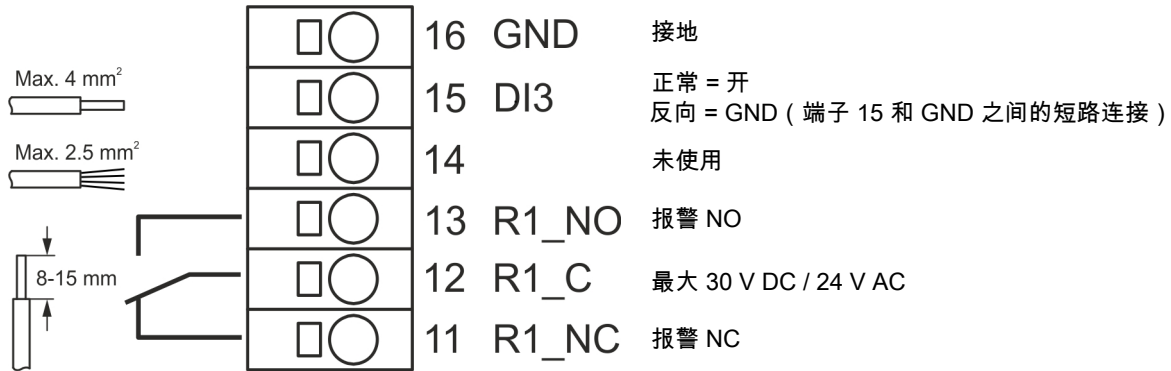 16 GND 接地
Max. 4 mm²
15 DI3 正常 = 开
反向 = GND（端子 15 和 GND 之间的短路连接）
Max. 2.5 mm²
14 未使用
13 R1_NO 报警 NO
8-15 mm
12 R1_C 最大 30 V DC / 24 V AC
11 R1_NC 报警 NC